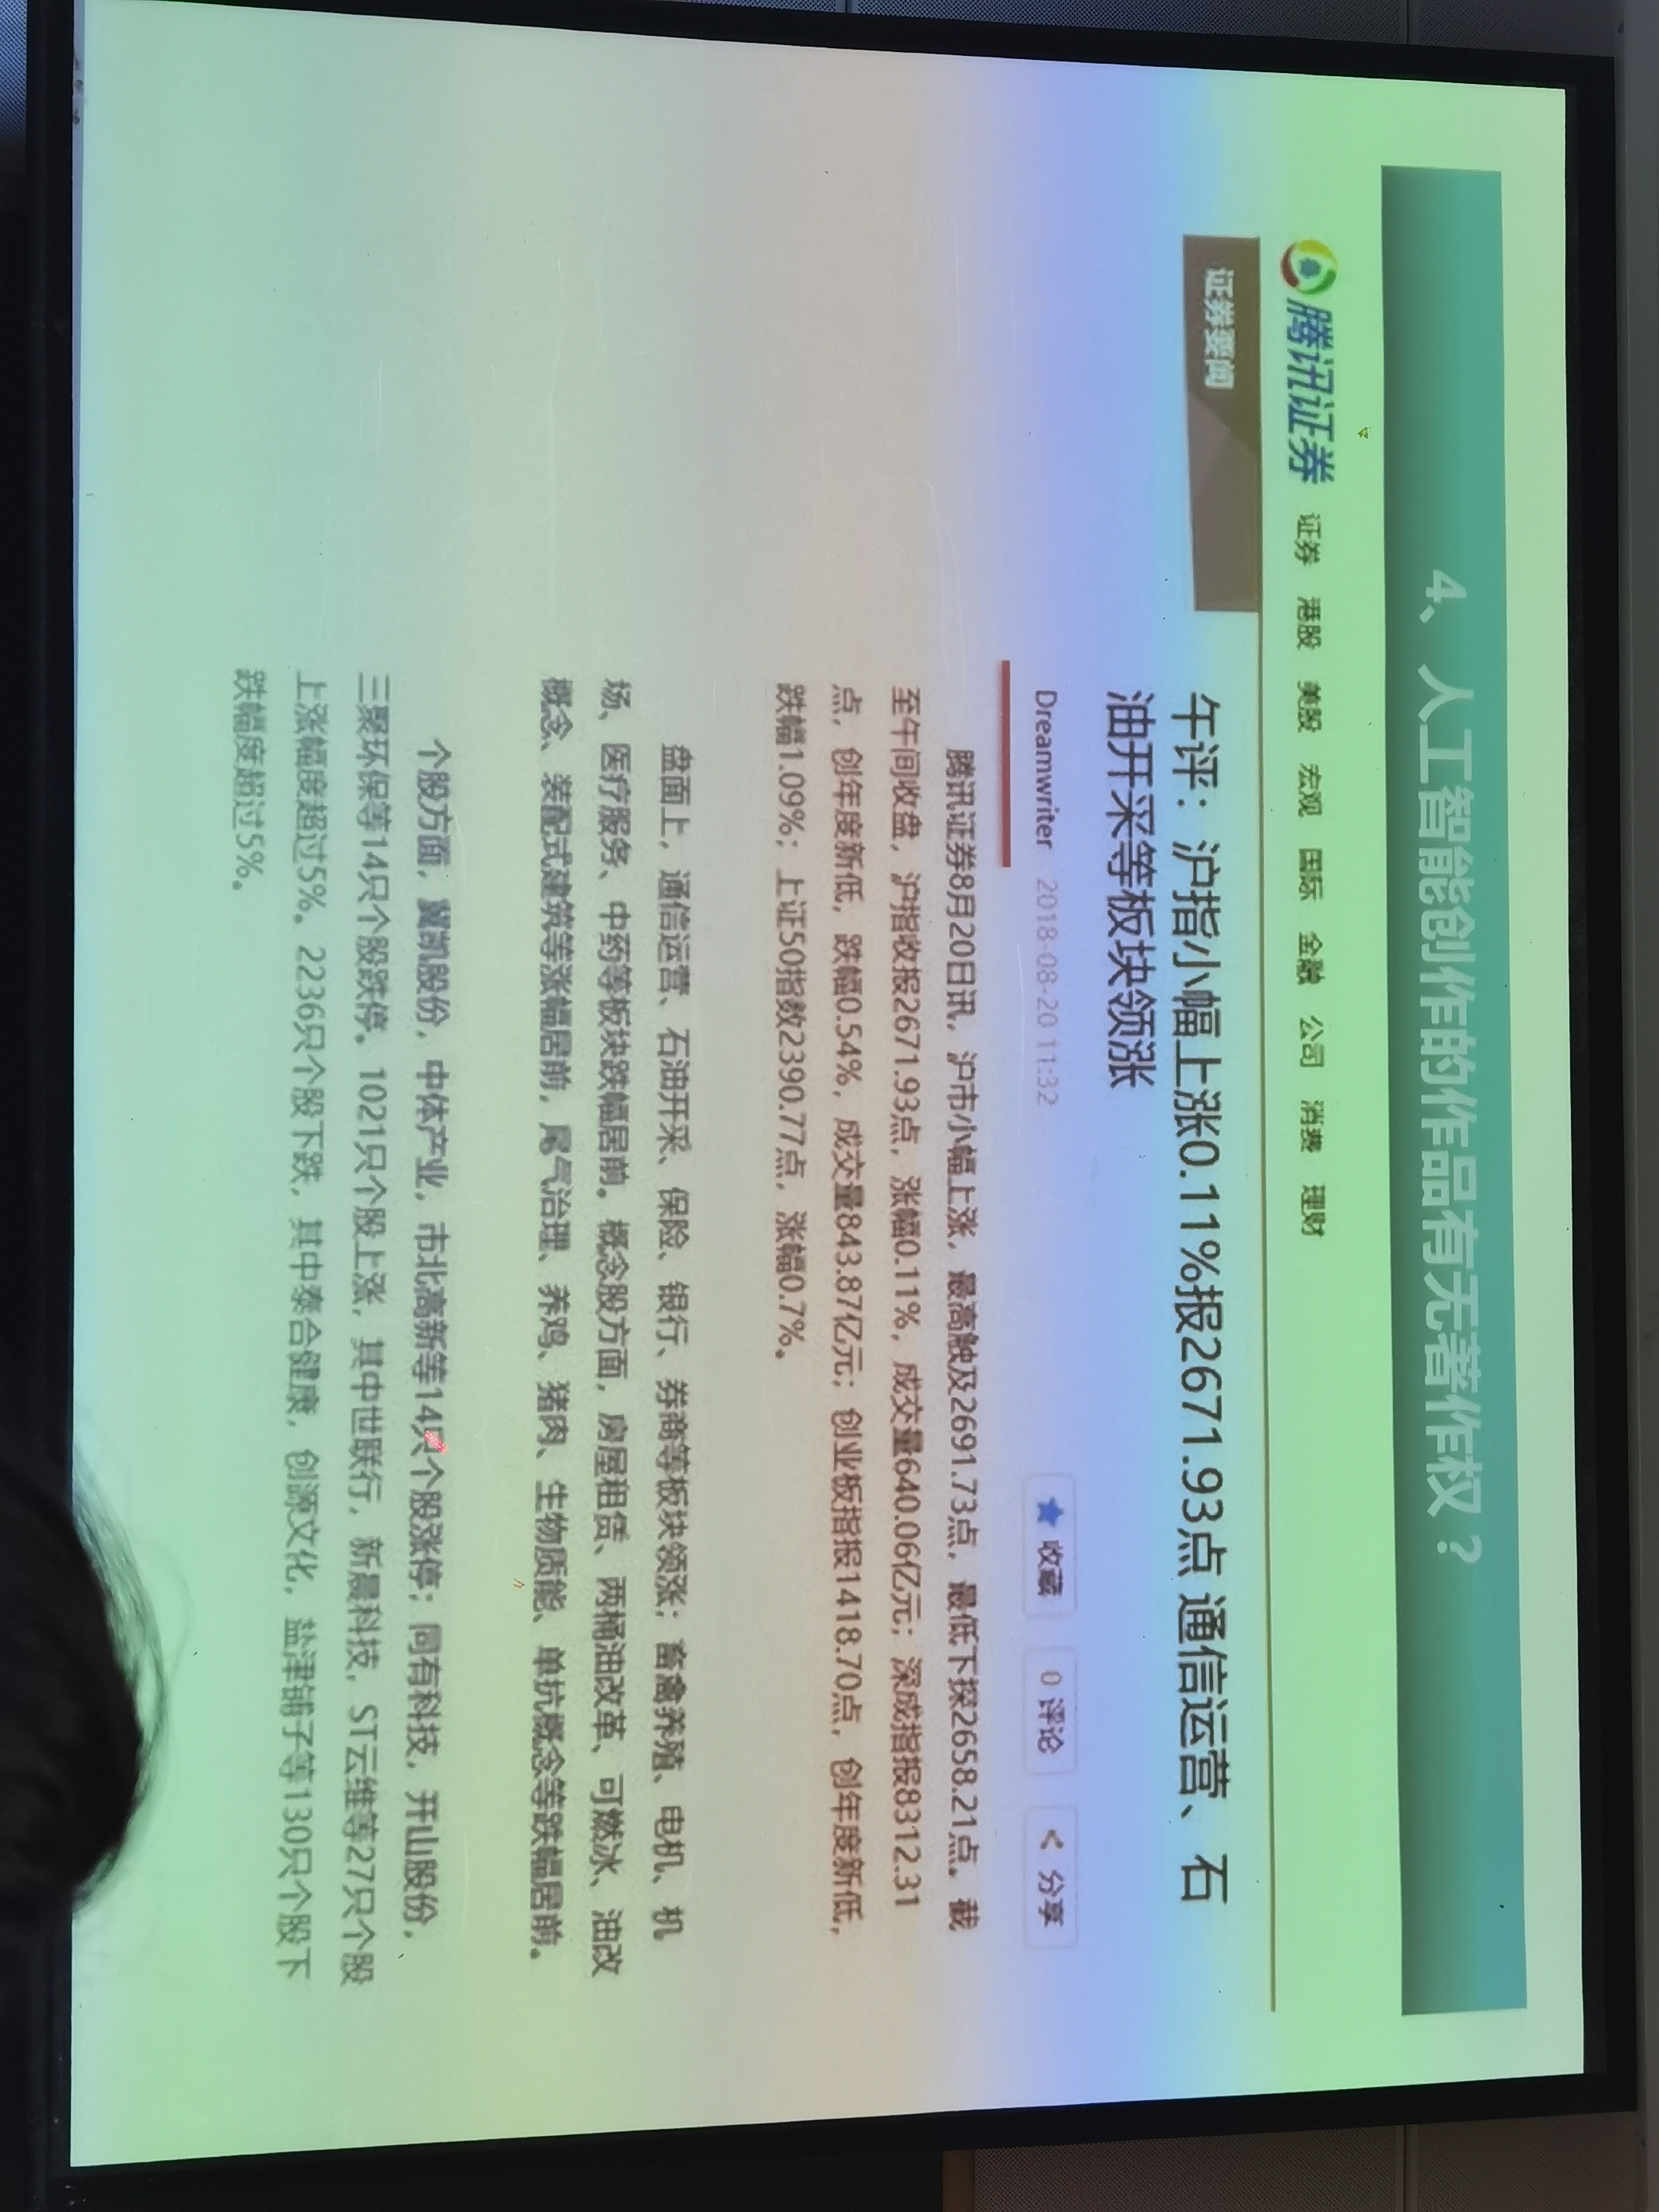 4、人工智能创作的作品有无著作权？
腾讯证券 证券 港股 美股 宏观 国际 金融 公司 消费 理财
证券要闻
午评：沪指小幅上涨0.11%报2671.93点 通信运营、石
油开采等板块领涨
Dreamwriter 2018-08-20 11:32 收藏 0 评论 分享
腾讯证券8月20日讯，沪市小幅上涨，最高触及2691.73点，最低下探2658.21点。截
至午间收盘，沪指收报2671.93点，涨幅0.11%，成交量640.06亿元；深成指报8312.31
点，创年度新低，跌幅0.54%，成交量843.87亿元；创业板指报1418.70点，创年度新低，
跌幅1.09%；上证50指数2390.77点，涨幅0.7%。
盘面上，通信运营、石油开采、保险、银行、券商等板块领涨；畜禽养殖、电机、机
场、医疗服务、中药等板块跌幅居前。概念股方面，房屋租赁、两桶油改革、可燃冰、油改
概念、装配式建筑等涨幅居前，尾气治理、养鸡、猪肉、生物质能、单抗概念等跌幅居前。
个股方面，翼凯股份，中体产业，市北高新等14只个股涨停；同有科技，开山股份，
三聚环保等14只个股跌停。1021只个股上涨，其中世联行，新晨科技，ST云维等27只个股
上涨幅度超过5%。2236只个股下跌，其中泰合健康，创源文化，盐津铺子等130只个股下
跌幅度超过5%。